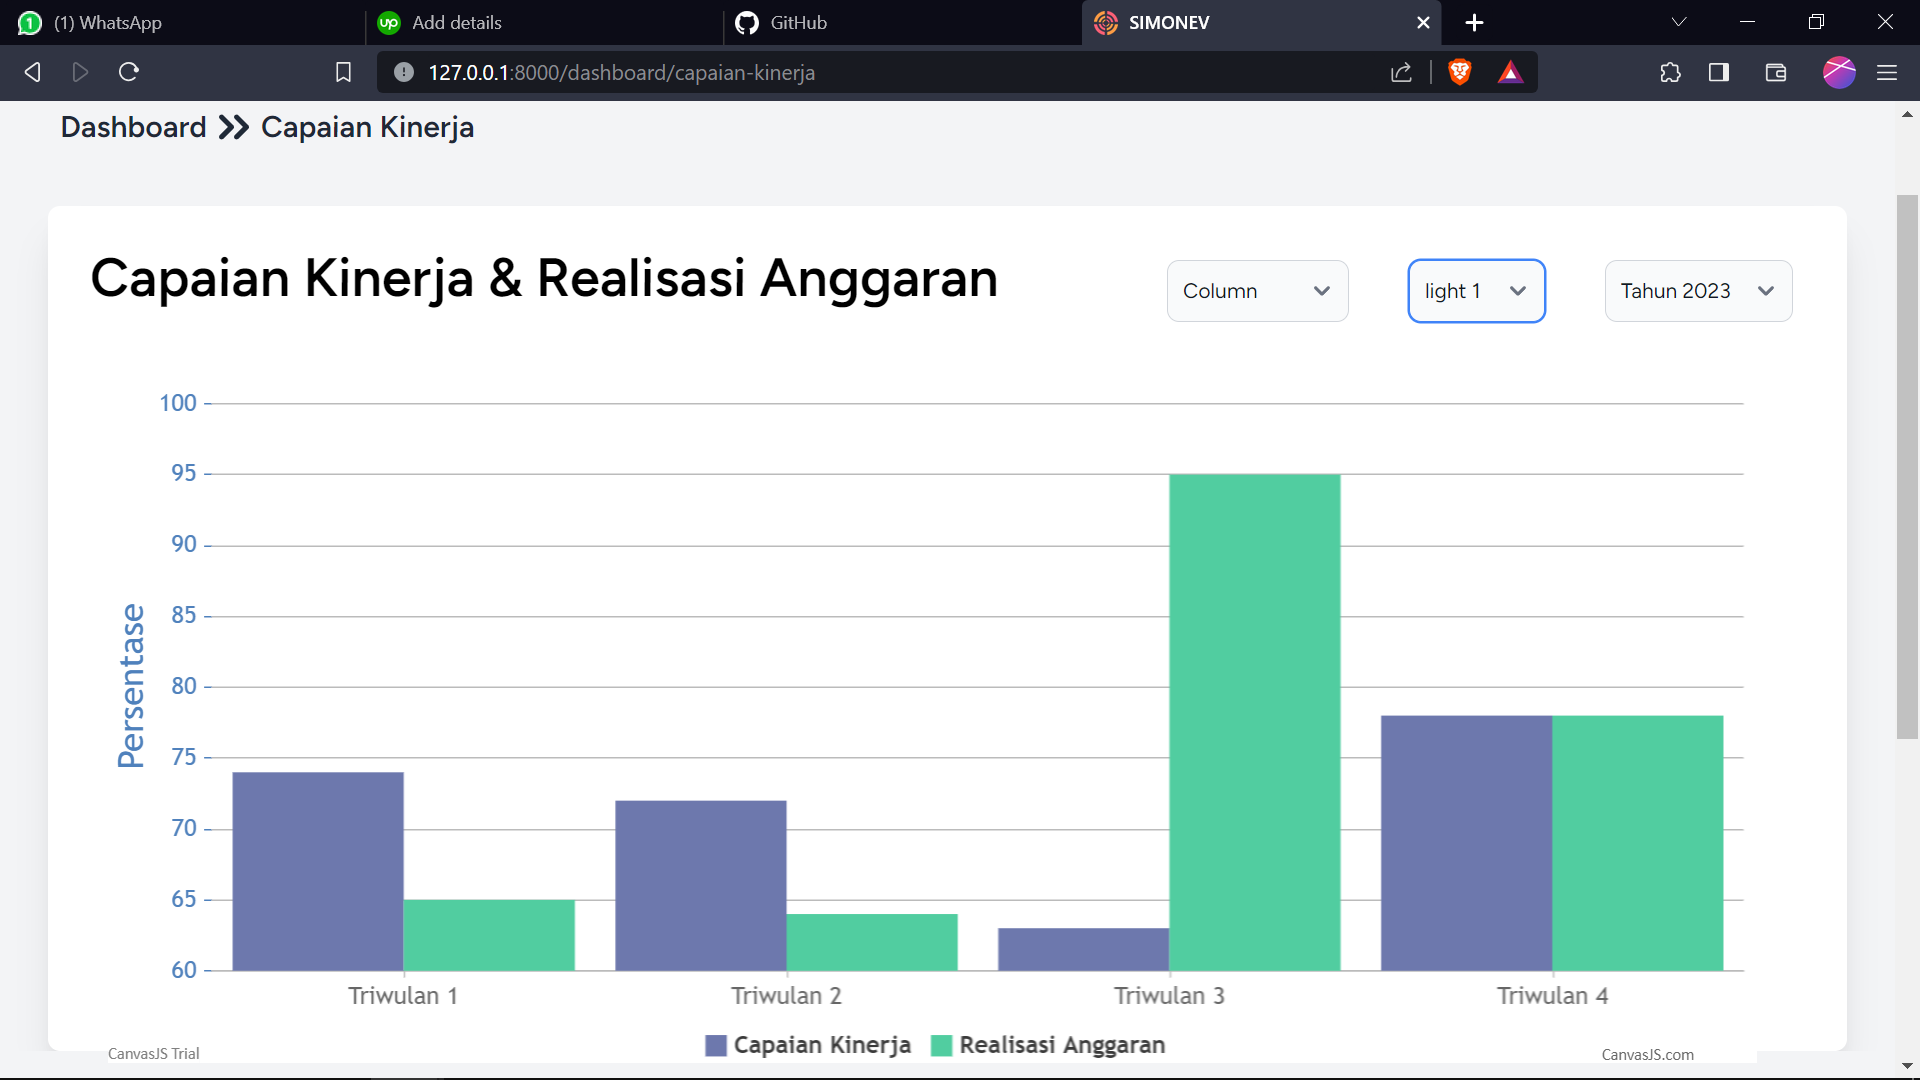 (1) WhatsApp
Add details
GitHub
SIMONEV
127.0.0.1:8000/dashboard/capaian-kinerja
Dashboard Capaian Kinerja
Capaian Kinerja & Realisasi Anggaran
Column
light 1
Tahun 2023
100
95
90
85
80
75
70
65
60
Persentase
Triwulan 1
Triwulan 2
Triwulan 3
Triwulan 4
Capaian Kinerja
Realisasi Anggaran
CanvasJS Trial
CanvasJS.com